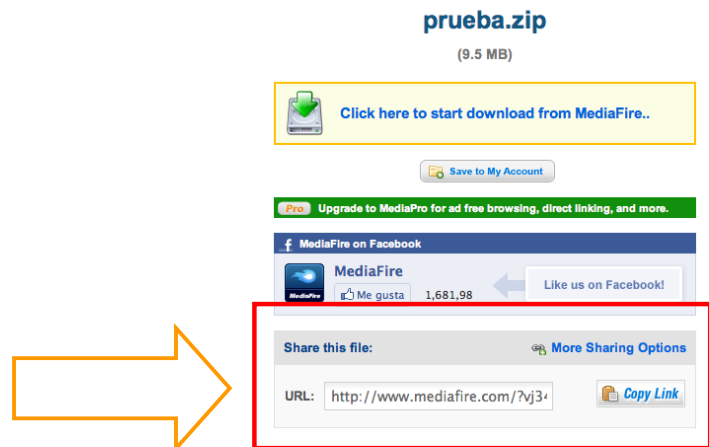 prueba.zip
(9.5 MB)
Click here to start download from MediaFire..
Save to My Account
Pro Upgrade to MediaPro for ad free browsing, direct linking, and more.
f MediaFire on Facebook
MediaFire
MediaFire
Me gusta 1,681,98
Like us on Facebook!
Share this file:
More Sharing Options
URL: http://www.mediafire.com/?vj34
Copy Link